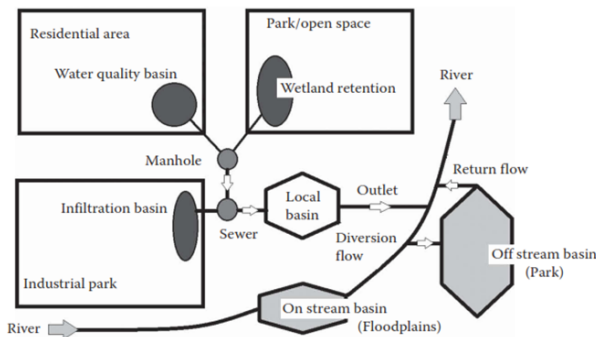 Residential area
Water quality basin
Park/open space
Wetland retention
River
Manhole
Return flow
Infiltration basin
Local
basin
Outlet
Sewer
Diversion
flow
Off stream basin
(Park)
Industrial park
On stream basin
(Floodplains)
River